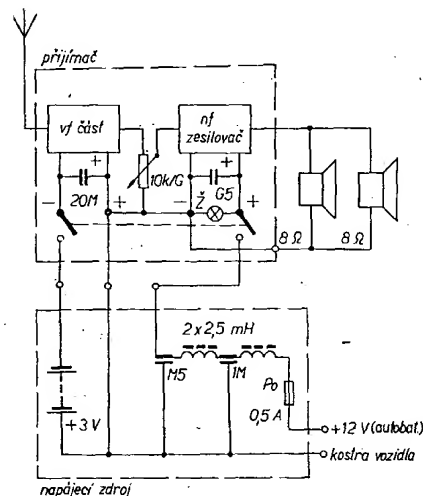 přijímač
vf část
nf
zesilovač
20M
10k/G
G5
Ž
8 Ω
8 Ω
2 x 2,5 mH
M5
1M
Po
0,5 A
+3 V
+12 V (autobat.)
kostra vozidla
napájecí zdroj